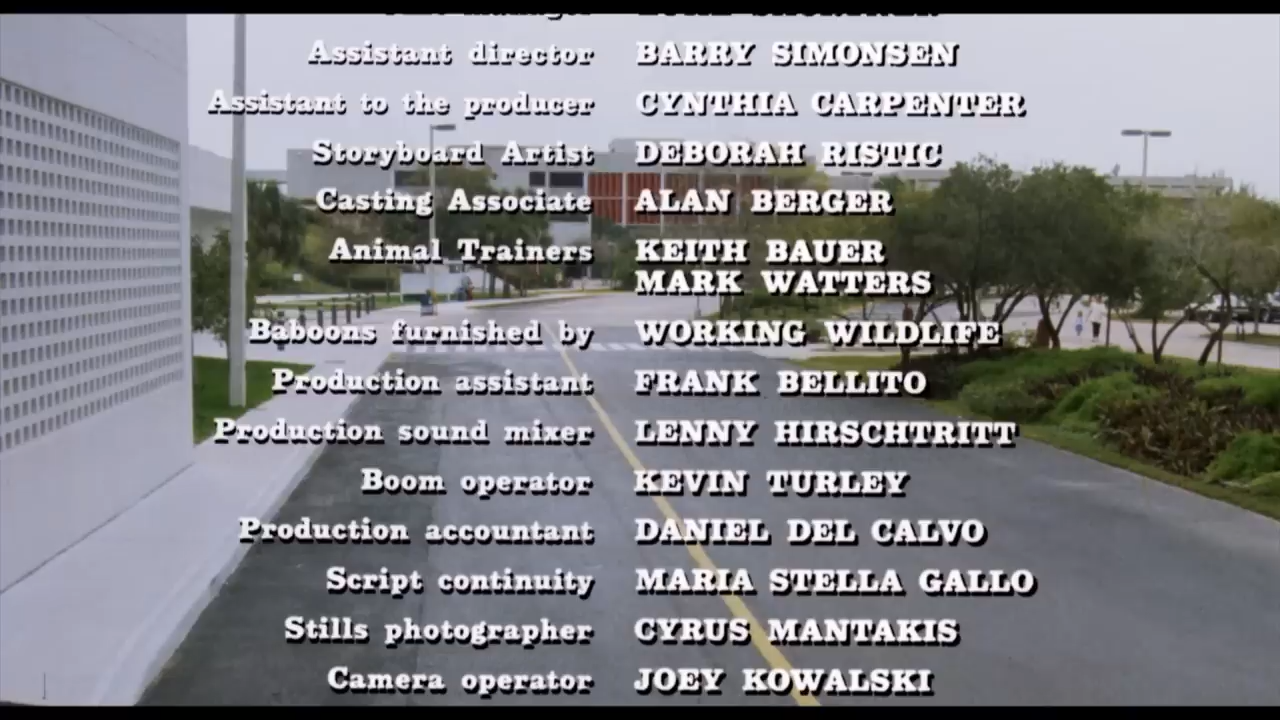 Assistant director BARRY SIMONSEN
Assistant to the producer CYNTHIA CARPENTER
Storyboard Artist DEBORAH RISTIC
Casting Associate ALAN BERGER
Animal Trainers KEITH BAUER
MARK WATTERS
Baboons furnished by WORKING WILDLIFE
Production assistant FRANK BELLITO
Production sound mixer LENNY HIRSCHTRITT
Boom operator KEVIN TURLEY
Production accountant DANIEL DEL CALVO
Script continuity MARIA STELLA GALLO
Stills photographer CYRUS MANTAKIS
Camera operator JOEY KOWALSKI